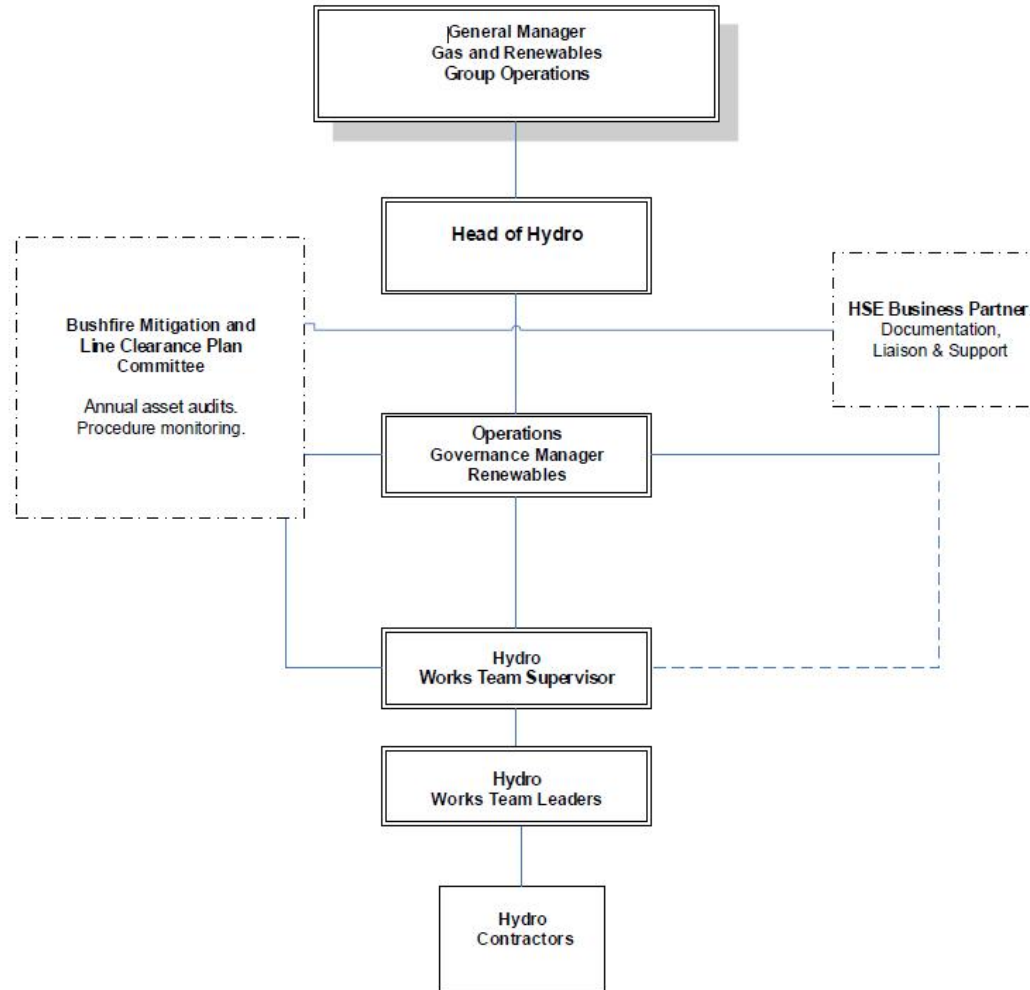 General Manager
Gas and Renewables
Group Operations
Head of Hydro
Bushfire Mitigation and
Line Clearance Plan
Committee
Annual asset audits.
Procedure monitoring.
HSE Business Partner
Documentation,
Liaison & Support
Operations
Governance Manager
Renewables
Hydro
Works Team Supervisor
Hydro
Works Team Leaders
Hydro
Contractors